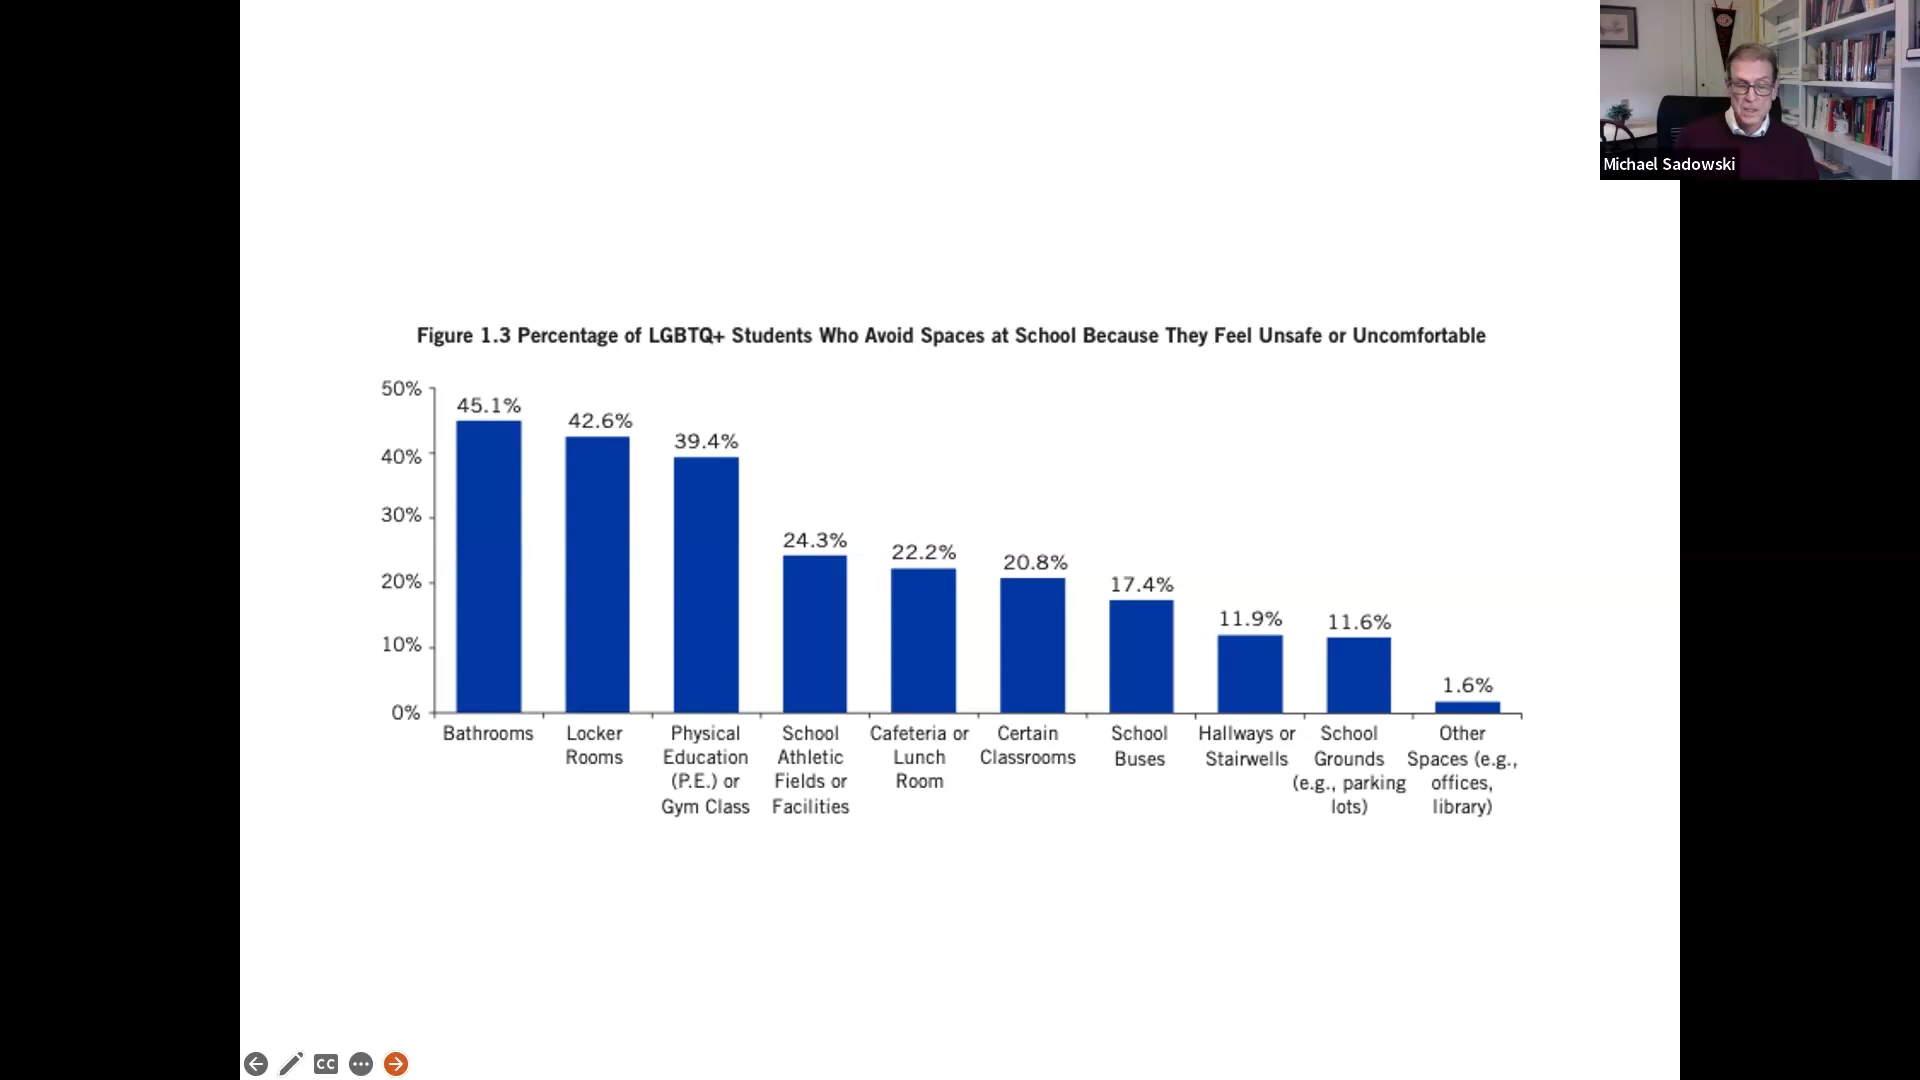 Michael Sadowski
Figure 1.3 Percentage of LGBTQ+ Students Who Avoid Spaces at School Because They Feel Unsafe or Uncomfortable
50%
40%
30%
20%
10%
0%
45.1%
42.6%
39.4%
24.3%
22.2%
20.8%
17.4%
11.9%
11.6%
1.6%
Bathrooms
Locker
Rooms
Physical
Education
(P.E.) or
Gym Class
School
Athletic
Fields or
Facilities
Cafeteria or
Lunch
Room
Certain
Classrooms
School
Buses
Hallways or
Stairwells
School
Grounds
(e.g., parking
lots)
Other
Spaces (e.g.,
offices,
library)
CC